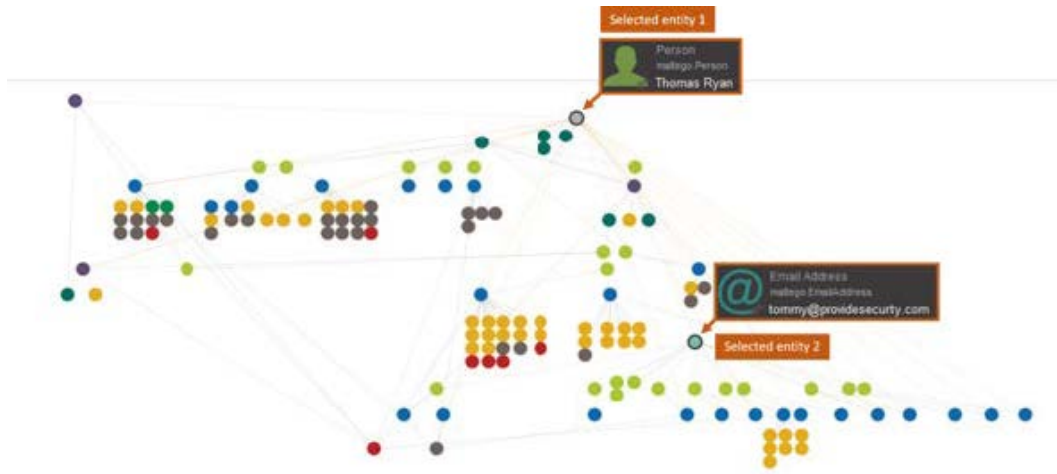 Selected entity 1
Person
maltego.Person
Thomas Ryan
Email Address
maltego.EmailAddress
tommy@providesecurty.com
Selected entity 2